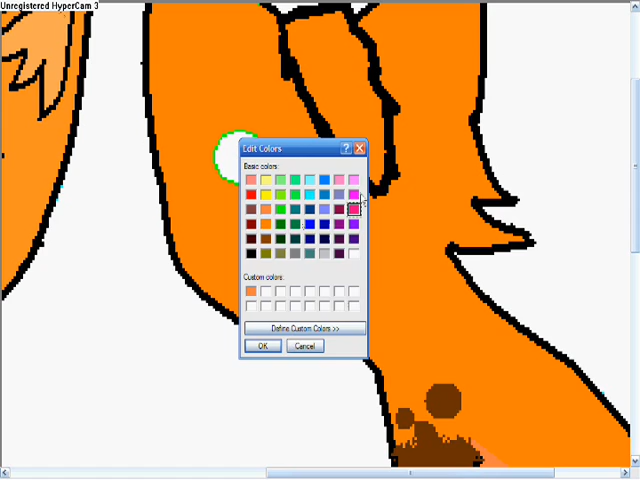 Unregistered HyperCam 3
Edit Colors
Basic colors:
Custom colors:
Define Custom Colors >>
OK Cancel